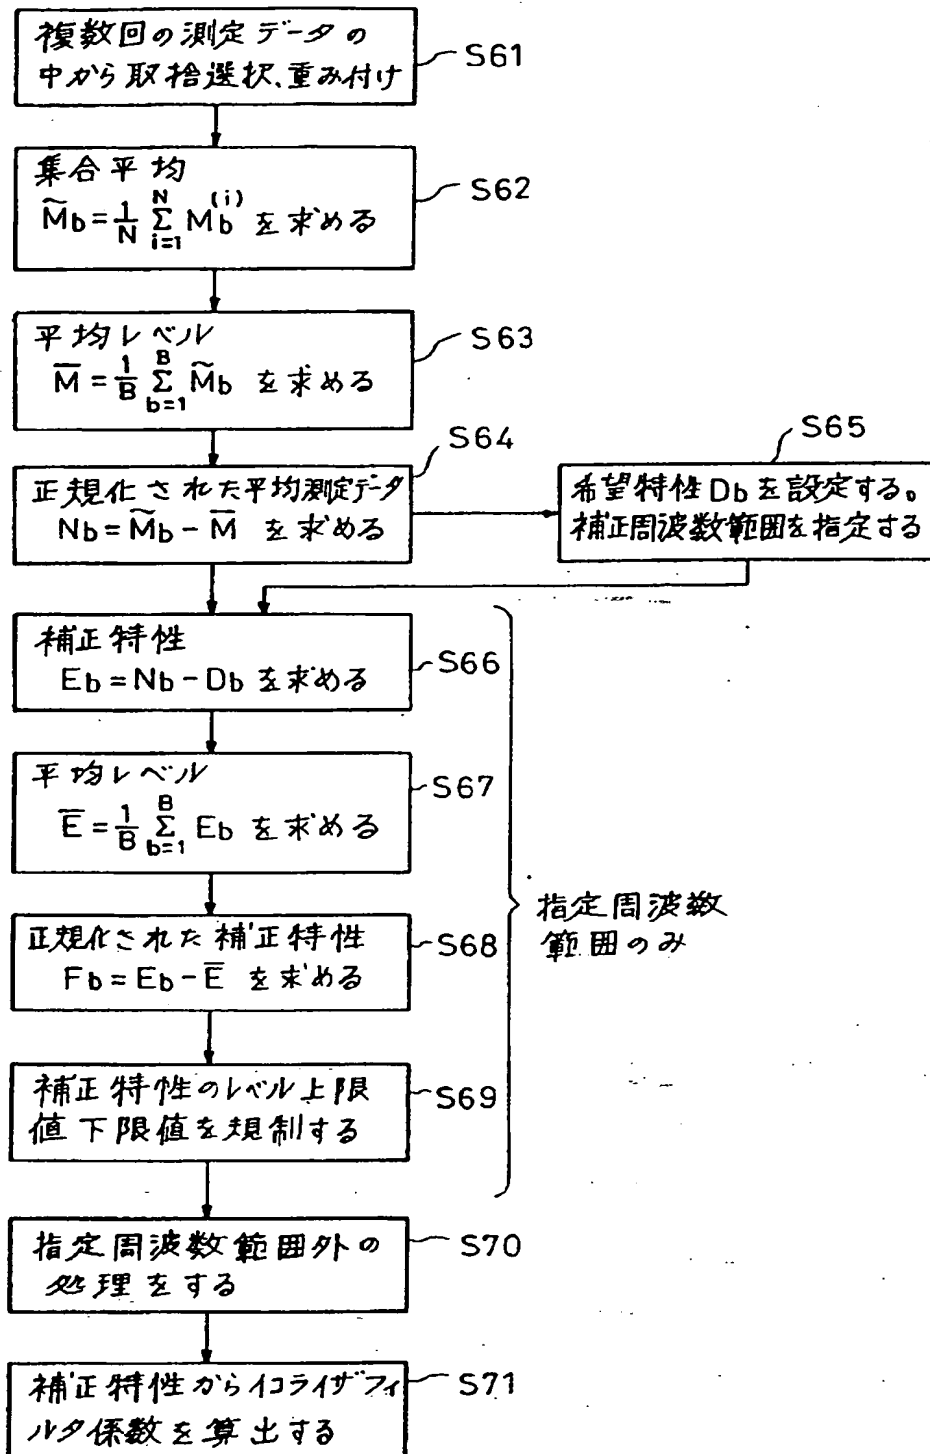 複数回の測定データの
中から取捨選択、重み付け
S61
集合平均
M̃b = 1/N Σ_{i=1}^{N} Mb^(i) を求める
S62
平均レベル
M̅ = 1/B Σ_{b=1}^{B} M̃b を求める
S63
正規化された平均測定データ
Nb = M̃b - M̅ を求める
S64
希望特性Dbを設定する。
補正周波数範囲を指定する
S65
補正特性
Eb = Nb - Db を求める
S66
平均レベル
E̅ = 1/B Σ_{b=1}^{B} Eb を求める
S67
正規化された補正特性
Fb = Eb - E̅ を求める
S68
補正特性のレベル上限
値下限値を規制する
S69
指定周波数
範囲のみ
指定周波数範囲外の
処理をする
S70
補正特性からイコライザフィ
ルタ係数を算出する
S71